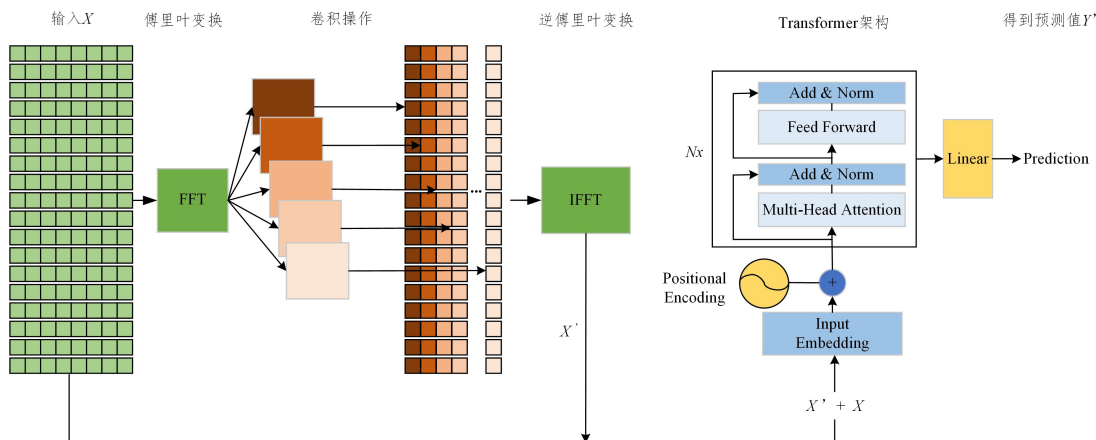 输入X
傅里叶变换
卷积操作
逆傅里叶变换
Transformer架构
得到预测值Y’
FFT
...
IFFT
X’
Nx
Add & Norm
Feed Forward
Add & Norm
Multi-Head Attention
Linear
Prediction
Positional
Encoding
+
Input
Embedding
X’ + X